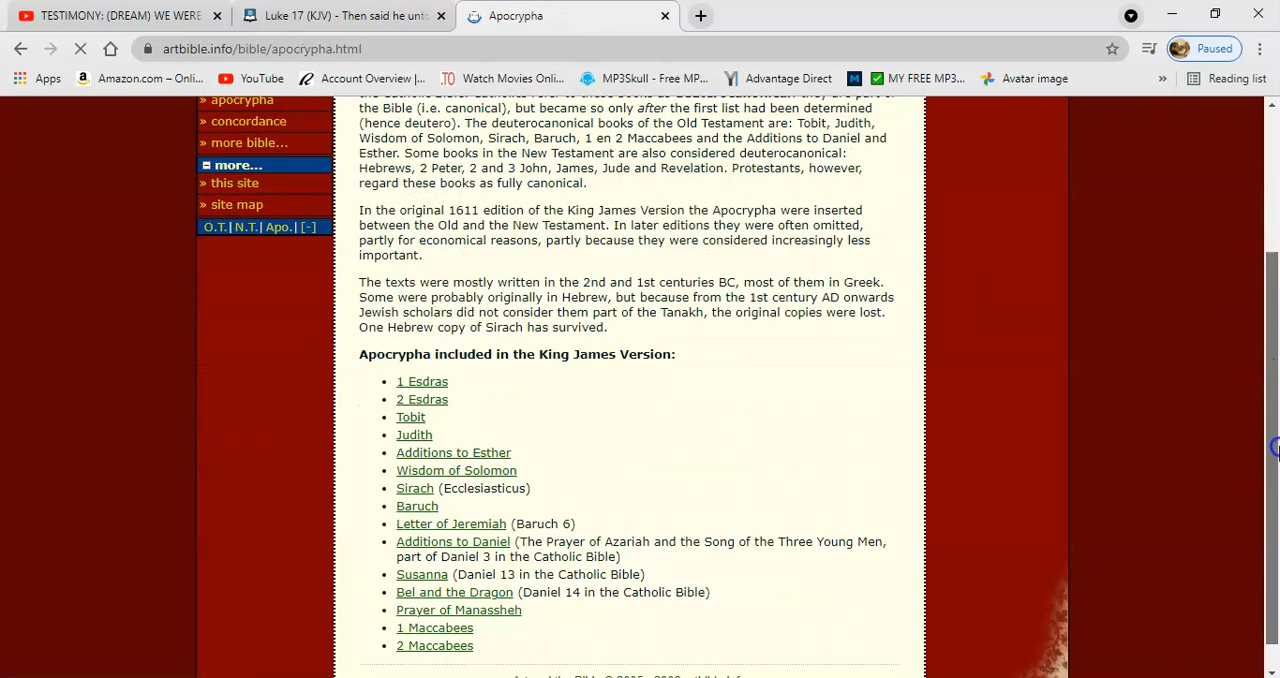 TESTIMONY: (DREAM) WE WERE
Luke 17 (KJV) - Then said he unto
Apocrypha
artbible.info/bible/apocrypha.html
Paused
Apps
Amazon.com – Onli...
YouTube
Account Overview |...
Watch Movies Onli...
MP3Skull - Free MP...
Advantage Direct
MY FREE MP3...
Avatar image
»
Reading list
» apocrypha
» concordance
» more bible...
more...
» this site
» site map
O.T.| N.T.| Apo.| [-]
the Bible (i.e. canonical), but became so only after the first list had been determined
(hence deutero). The deuterocanonical books of the Old Testament are: Tobit, Judith,
Wisdom of Solomon, Sirach, Baruch, 1 en 2 Maccabees and the Additions to Daniel and
Esther. Some books in the New Testament are also considered deuterocanonical:
Hebrews, 2 Peter, 2 and 3 John, James, Jude and Revelation. Protestants, however,
regard these books as fully canonical.
In the original 1611 edition of the King James Version the Apocrypha were inserted
between the Old and the New Testament. In later editions they were often omitted,
partly for economical reasons, partly because they were considered increasingly less
important.
The texts were mostly written in the 2nd and 1st centuries BC, most of them in Greek.
Some were probably originally in Hebrew, but because from the 1st century AD onwards
Jewish scholars did not consider them part of the Tanakh, the original copies were lost.
One Hebrew copy of Sirach has survived.
Apocrypha included in the King James Version:
• 1 Esdras
• 2 Esdras
• Tobit
• Judith
• Additions to Esther
• Wisdom of Solomon
• Sirach (Ecclesiasticus)
• Baruch
• Letter of Jeremiah (Baruch 6)
• Additions to Daniel (The Prayer of Azariah and the Song of the Three Young Men,
part of Daniel 3 in the Catholic Bible)
• Susanna (Daniel 13 in the Catholic Bible)
• Bel and the Dragon (Daniel 14 in the Catholic Bible)
• Prayer of Manassheh
• 1 Maccabees
• 2 Maccabees